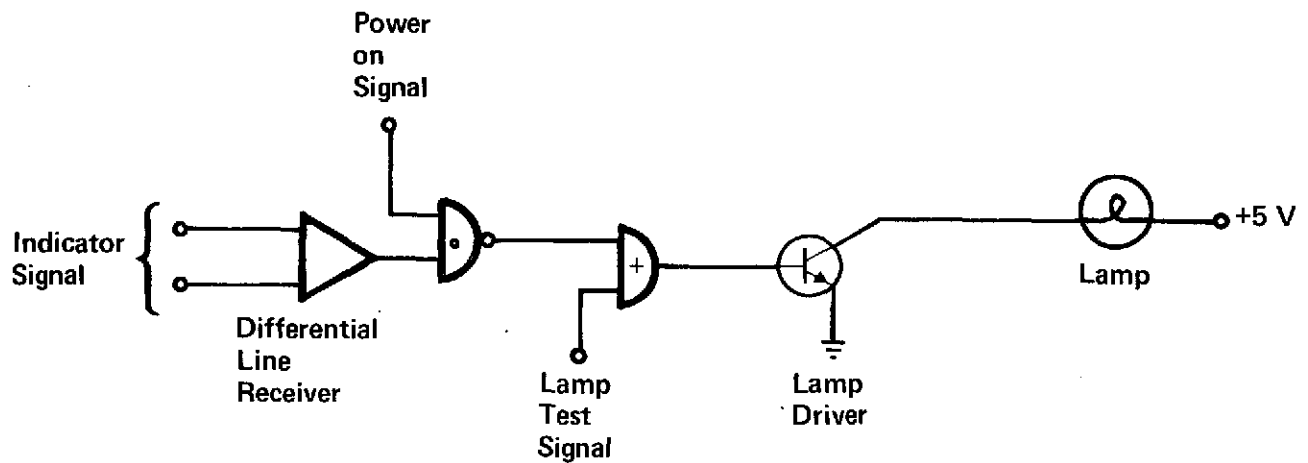 Power
on
Signal
Indicator
Signal
Differential
Line
Receiver
+
Lamp
Test
Signal
Lamp
Driver
Lamp
+5 V